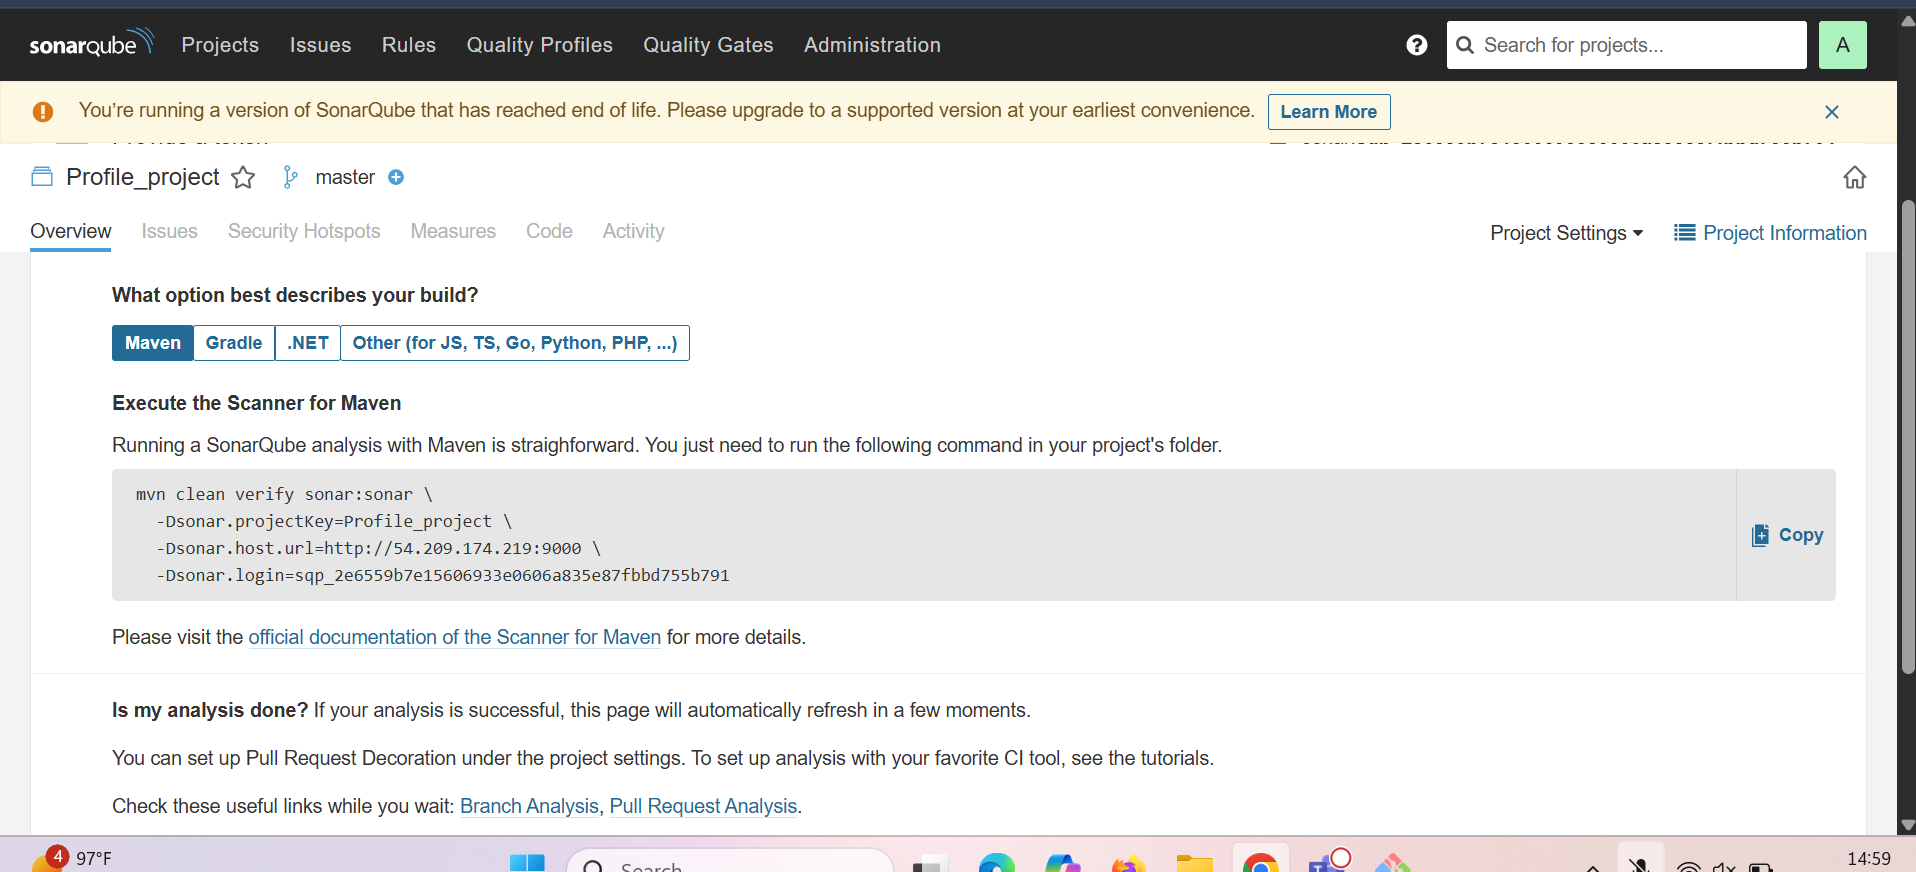 sonarqube Projects Issues Rules Quality Profiles Quality Gates Administration Search for projects... A
You're running a version of SonarQube that has reached end of life. Please upgrade to a supported version at your earliest convenience. Learn More
Profile_project master
Overview Issues Security Hotspots Measures Code Activity Project Settings Project Information
What option best describes your build?
Maven Gradle .NET Other (for JS, TS, Go, Python, PHP, ...)
Execute the Scanner for Maven
Running a SonarQube analysis with Maven is straighforward. You just need to run the following command in your project's folder.
mvn clean verify sonar:sonar \
-Dsonar.projectKey=Profile_project \
-Dsonar.host.url=http://54.209.174.219:9000 \
-Dsonar.login=sqp_2e6559b7e15606933e0606a835e87fbbd755b791
Copy
Please visit the official documentation of the Scanner for Maven for more details.
Is my analysis done? If your analysis is successful, this page will automatically refresh in a few moments.
You can set up Pull Request Decoration under the project settings. To set up analysis with your favorite CI tool, see the tutorials.
Check these useful links while you wait: Branch Analysis, Pull Request Analysis.
4 97°F Search 14:59